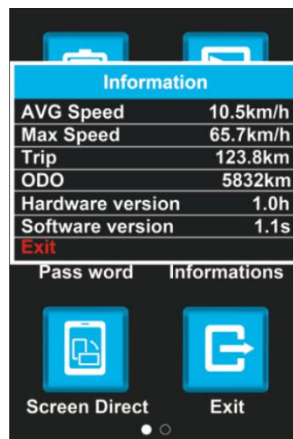 Information
AVG Speed 10.5km/h
Max Speed 65.7km/h
Trip 123.8km
ODO 5832km
Hardware version 1.0h
Software version 1.1s
Exit
Pass word Informations
Screen Direct Exit